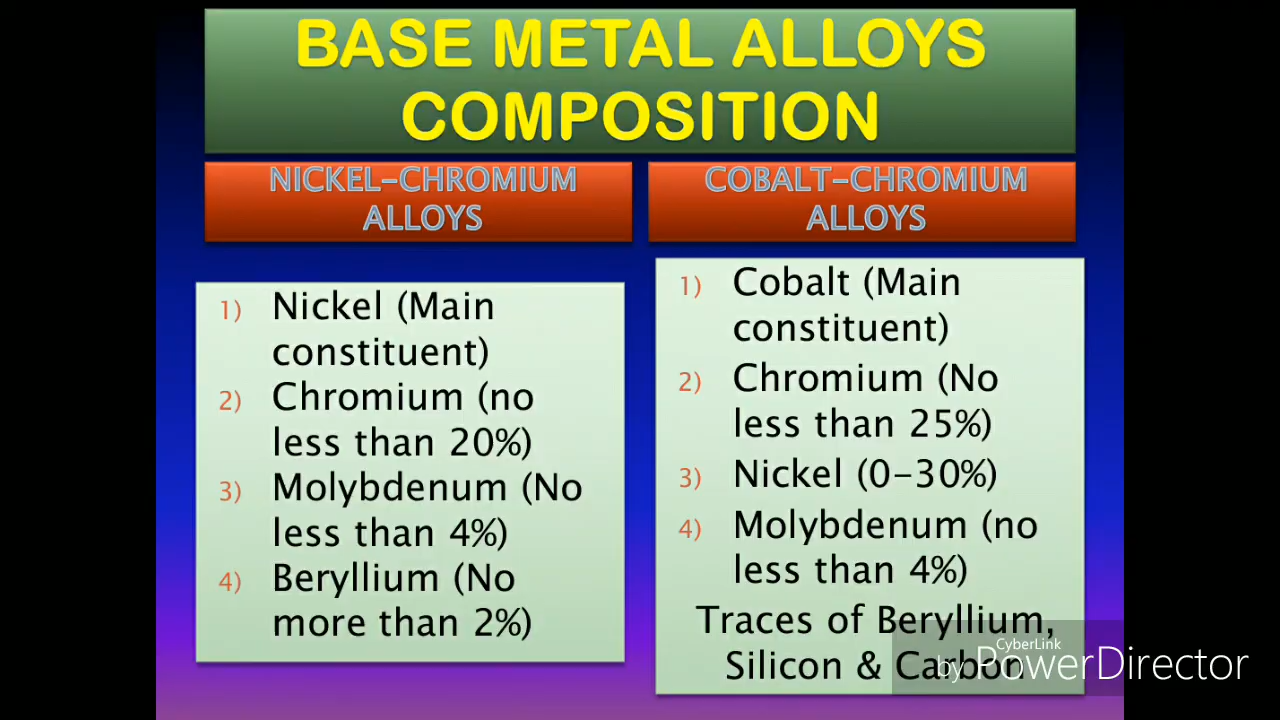 BASE METAL ALLOYS
COMPOSITION
NICKEL-CHROMIUM
ALLOYS
1) Nickel (Main
constituent)
2) Chromium (no
less than 20%)
3) Molybdenum (No
less than 4%)
4) Beryllium (No
more than 2%)
COBALT-CHROMIUM
ALLOYS
1) Cobalt (Main
constituent)
2) Chromium (No
less than 25%)
3) Nickel (0-30%)
4) Molybdenum (no
less than 4%)
Traces of Beryllium,
Silicon & Carbon
CyberLink
by PowerDirector